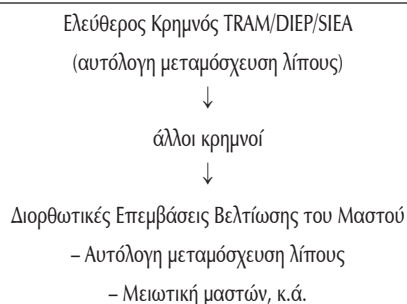 Ελεύθερος Κρημνός TRAM/DIEP/SIEA
(αυτόλογη μεταμόσχευση λίπους)
↓
άλλοι κρημνοί
↓
Διορθωτικές Επεμβάσεις Βελτίωσης του Μαστού
– Αυτόλογη μεταμόσχευση λίπους
– Μειωτική μαστών, κ.ά.